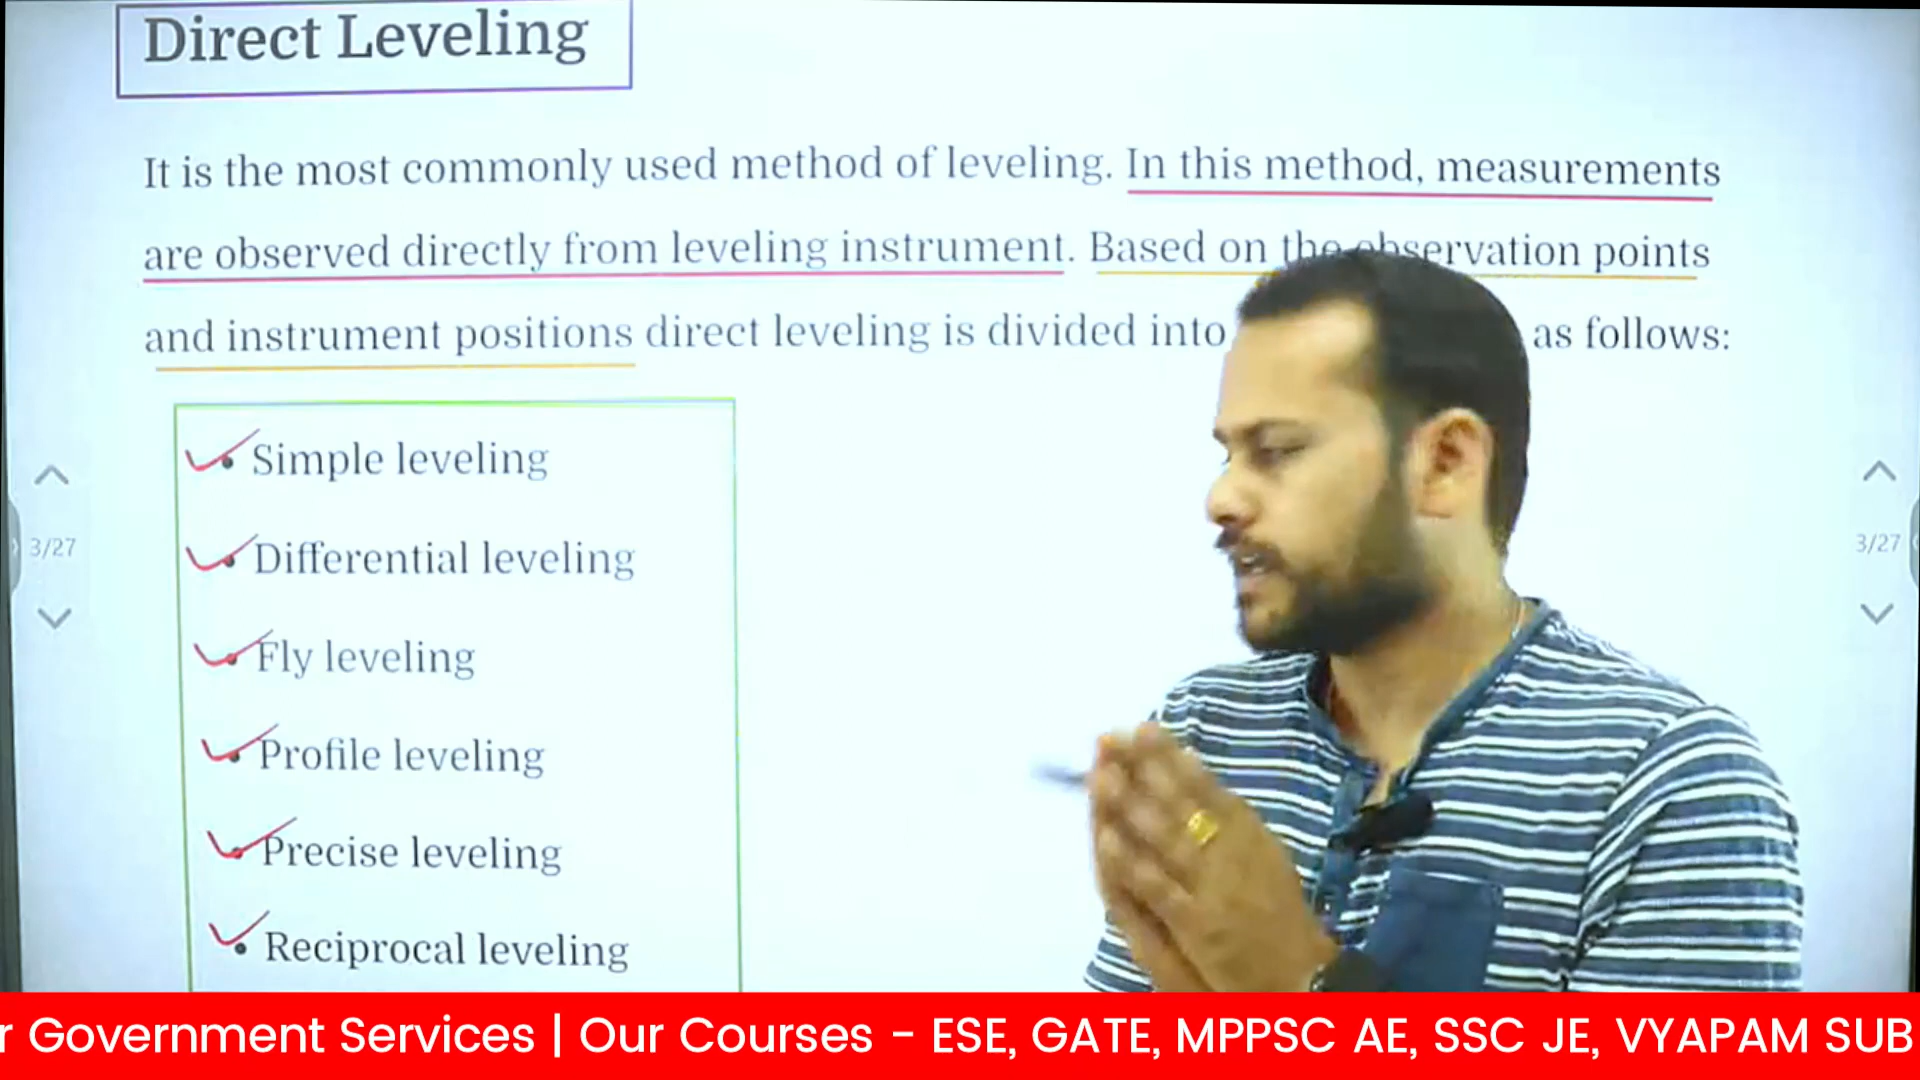 Direct Leveling
It is the most commonly used method of leveling. In this method, measurements
are observed directly from leveling instrument. Based on the observation points
and instrument positions direct leveling is divided into as follows:
Simple leveling
Differential leveling
Fly leveling
Profile leveling
Precise leveling
Reciprocal leveling
3/27
3/27
r Government Services | Our Courses - ESE, GATE, MPPSC AE, SSC JE, VYAPAM SUB